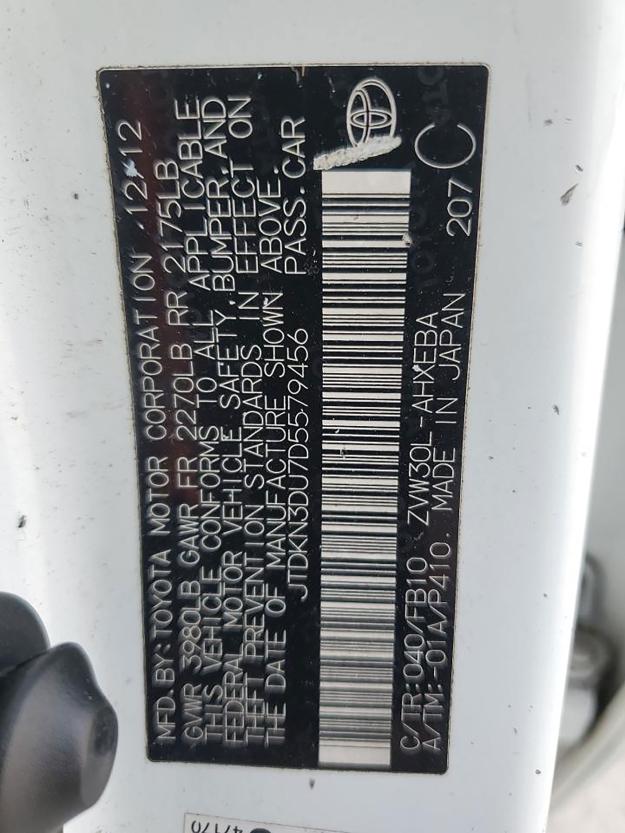 MFD. BY: TOYOTA MOTOR CORPORATION 12/12
GVWR 3980LB GAWR FR 2270LB RR 2175LB
THIS VEHICLE CONFORMS TO ALL APPLICABLE
FEDERAL MOTOR VEHICLE SAFETY, BUMPER, AND
THEFT PREVENTION STANDARDS IN EFFECT ON
THE DATE OF MANUFACTURE SHOWN ABOVE.
JTDKN3DU7D5579456 PASS.CAR
C/TR:040/FB10 ZVW30L-AHXEBA
A/TM:-01A/P410. MADE IN JAPAN 207 C
47170